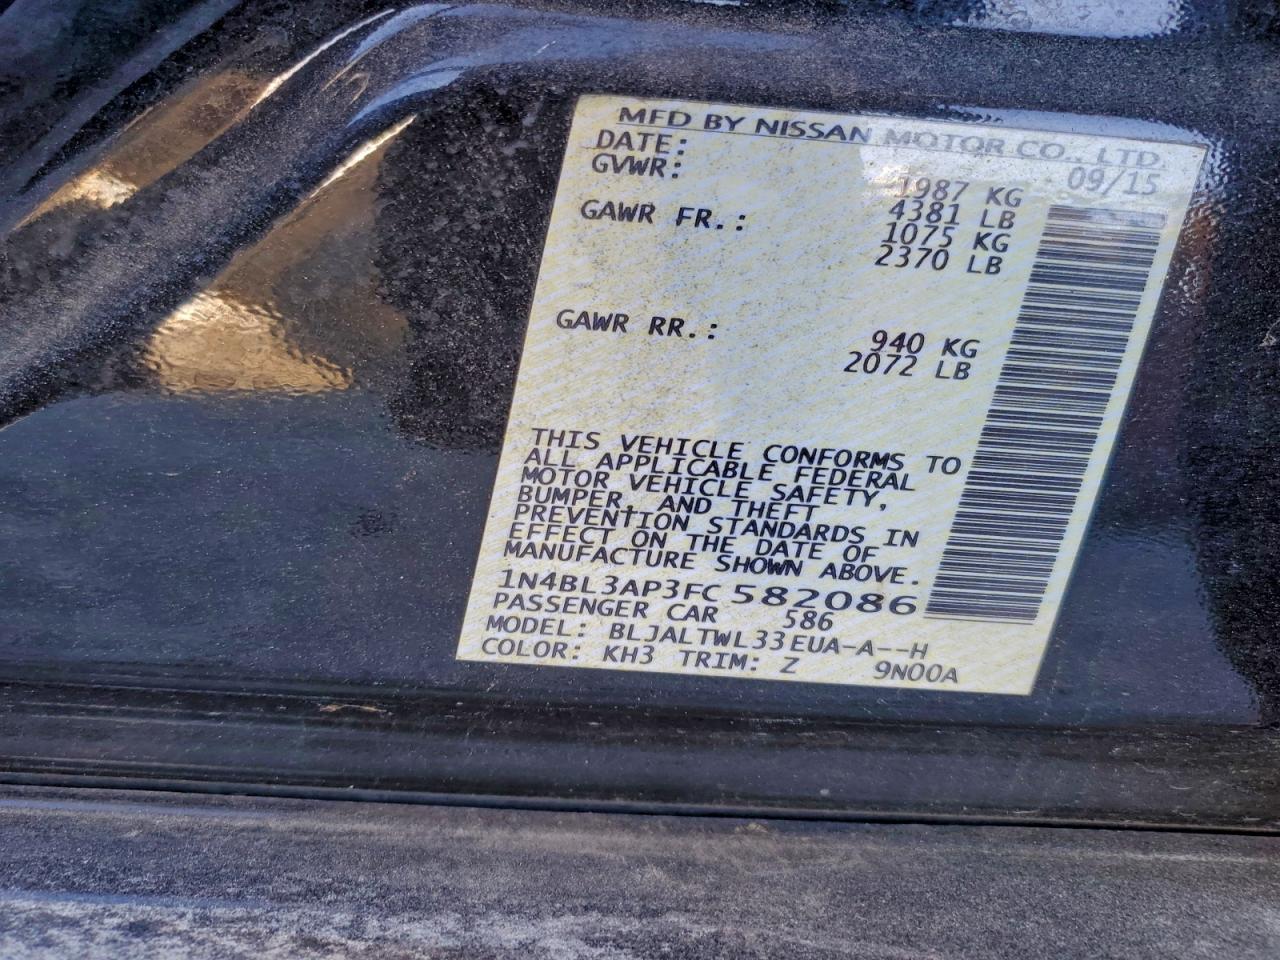 MFD BY NISSAN MOTOR CO., LTD.
DATE: 09/15
GVWR: 1987 KG
4381 LB
GAWR FR.: 1075 KG
2370 LB
GAWR RR.: 940 KG
2072 LB
THIS VEHICLE CONFORMS TO
ALL APPLICABLE FEDERAL
MOTOR VEHICLE SAFETY,
BUMPER, AND THEFT
PREVENTION STANDARDS IN
EFFECT ON THE DATE OF
MANUFACTURE SHOWN ABOVE.
1N4BL3AP3FC582086
PASSENGER CAR 586
MODEL: BLJALTWL33EUA-A--H
COLOR: KH3 TRIM: Z 9N00A